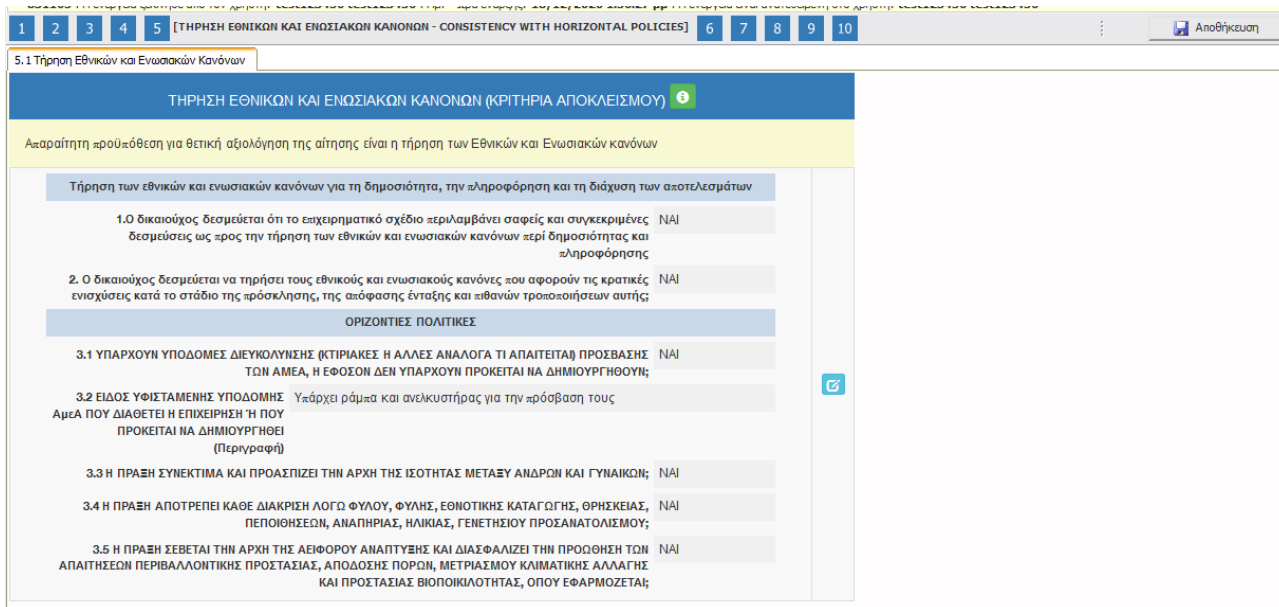 1 2 3 4 5 [ΤΗΡΗΣΗ ΕΘΝΙΚΩΝ ΚΑΙ ΕΝΩΣΙΑΚΩΝ ΚΑΝΟΝΩΝ - CONSISTENCY WITH HORIZONTAL POLICIES] 6 7 8 9 10 Αποθήκευση
5.1 Τήρηση Εθνικών και Ενωσιακών Κανόνων
ΤΗΡΗΣΗ ΕΘΝΙΚΩΝ ΚΑΙ ΕΝΩΣΙΑΚΩΝ ΚΑΝΟΝΩΝ (ΚΡΙΤΗΡΙΑ ΑΠΟΚΛΕΙΣΜΟΥ)
Απαραίτητη προϋπόθεση για θετική αξιολόγηση της αίτησης είναι η τήρηση των Εθνικών και Ενωσιακών κανόνων
Τήρηση των εθνικών και ενωσιακών κανόνων για τη δημοσιότητα, την πληροφόρηση και τη διάχυση των αποτελεσμάτων
1.Ο δικαιούχος δεσμεύεται ότι το επιχειρηματικό σχέδιο περιλαμβάνει σαφείς και συγκεκριμένες ΝΑΙ
δεσμεύσεις ως προς την τήρηση των εθνικών και ενωσιακών κανόνων περί δημοσιότητας και
πληροφόρησης
2. Ο δικαιούχος δεσμεύεται να τηρήσει τους εθνικούς και ενωσιακούς κανόνες που αφορούν τις κρατικές ΝΑΙ
ενισχύσεις κατά το στάδιο της πρόσκλησης, της απόφασης ένταξης και πιθανών τροποποιήσεων αυτής;
ΟΡΙΖΟΝΤΙΕΣ ΠΟΛΙΤΙΚΕΣ
3.1 ΥΠΑΡΧΟΥΝ ΥΠΟΔΟΜΕΣ ΔΙΕΥΚΟΛΥΝΣΗΣ (ΚΤΙΡΙΑΚΕΣ Η ΑΛΛΕΣ ΑΝΑΛΟΓΑ ΤΙ ΑΠΑΙΤΕΙΤΑΙ) ΠΡΟΣΒΑΣΗΣ ΝΑΙ
ΤΩΝ ΑΜΕΑ, Η ΕΦΟΣΟΝ ΔΕΝ ΥΠΑΡΧΟΥΝ ΠΡΟΚΕΙΤΑΙ ΝΑ ΔΗΜΙΟΥΡΓΗΘΟΥΝ;
3.2 ΕΙΔΟΣ ΥΦΙΣΤΑΜΕΝΗΣ ΥΠΟΔΟΜΗΣ Υπάρχει ράμπα και ανελκυστήρας για την πρόσβαση τους
ΑμεΑ ΠΟΥ ΔΙΑΘΕΤΕΙ Η ΕΠΙΧΕΙΡΗΣΗ Ή ΠΟΥ
ΠΡΟΚΕΙΤΑΙ ΝΑ ΔΗΜΙΟΥΡΓΗΘΕΙ
(Περιγραφή)
3.3 Η ΠΡΑΞΗ ΣΥΝΕΚΤΙΜΑ ΚΑΙ ΠΡΟΑΣΠΙΖΕΙ ΤΗΝ ΑΡΧΗ ΤΗΣ ΙΣΟΤΗΤΑΣ ΜΕΤΑΞΥ ΑΝΔΡΩΝ ΚΑΙ ΓΥΝΑΙΚΩΝ; ΝΑΙ
3.4 Η ΠΡΑΞΗ ΑΠΟΤΡΕΠΕΙ ΚΑΘΕ ΔΙΑΚΡΙΣΗ ΛΟΓΩ ΦΥΛΟΥ, ΦΥΛΗΣ, ΕΘΝΟΤΙΚΗΣ ΚΑΤΑΓΩΓΗΣ, ΘΡΗΣΚΕΙΑΣ, ΝΑΙ
ΠΕΠΟΙΘΗΣΕΩΝ, ΑΝΑΠΗΡΙΑΣ, ΗΛΙΚΙΑΣ, ΓΕΝΕΤΗΣΙΟΥ ΠΡΟΣΑΝΑΤΟΛΙΣΜΟΥ;
3.5 Η ΠΡΑΞΗ ΣΕΒΕΤΑΙ ΤΗΝ ΑΡΧΗ ΤΗΣ ΑΕΙΦΟΡΟΥ ΑΝΑΠΤΥΞΗΣ ΚΑΙ ΔΙΑΣΦΑΛΙΖΕΙ ΤΗΝ ΠΡΟΩΘΗΣΗ ΤΩΝ ΝΑΙ
ΑΠΑΙΤΗΣΕΩΝ ΠΕΡΙΒΑΛΛΟΝΤΙΚΗΣ ΠΡΟΣΤΑΣΙΑΣ, ΑΠΟΔΟΣΗΣ ΠΟΡΩΝ, ΜΕΤΡΙΑΣΜΟΥ ΚΛΙΜΑΤΙΚΗΣ ΑΛΛΑΓΗΣ
ΚΑΙ ΠΡΟΣΤΑΣΙΑΣ ΒΙΟΠΟΙΚΙΛΟΤΗΤΑΣ, ΟΠΟΥ ΕΦΑΡΜΟΖΕΤΑΙ;